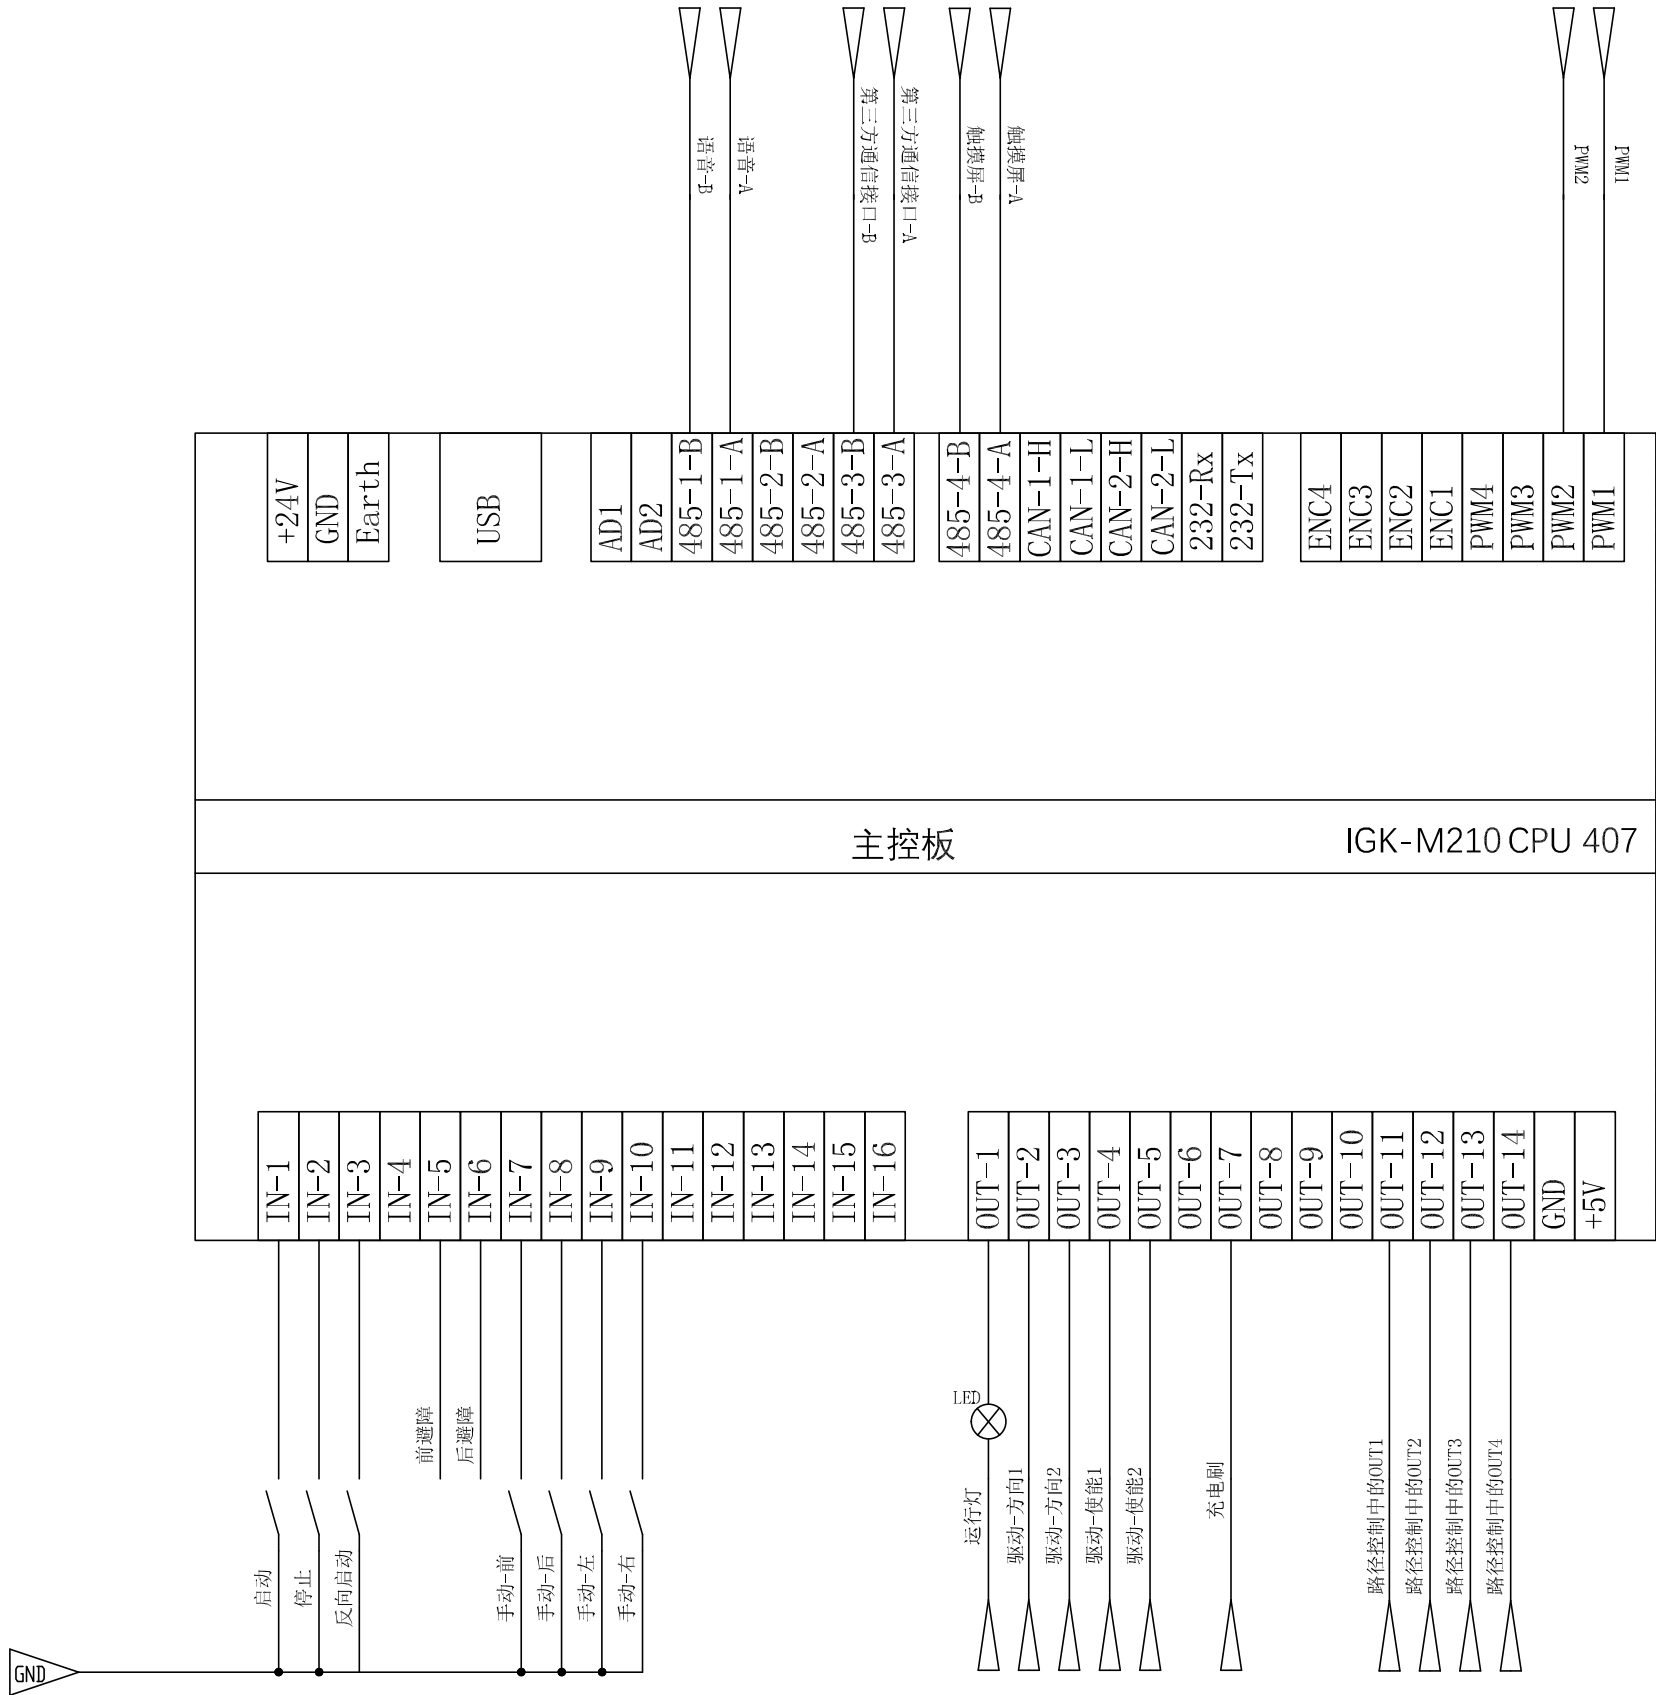 语音-B
语音-A
第三方通信接口-B
第三方通信接口-A
触摸屏-B
触摸屏-A
PWM2
PWM1
+24V
GND
Earth
USB
AD1
AD2
485-1-B
485-1-A
485-2-B
485-2-A
485-3-B
485-3-A
485-4-B
485-4-A
CAN-1-H
CAN-1-L
CAN-2-H
CAN-2-L
232-Rx
232-Tx
ENC4
ENC3
ENC2
ENC1
PWM4
PWM3
PWM2
PWM1
主控板
IGK-M210 CPU 407
IN-1
IN-2
IN-3
IN-4
IN-5
IN-6
IN-7
IN-8
IN-9
IN-10
IN-11
IN-12
IN-13
IN-14
IN-15
IN-16
OUT-1
OUT-2
OUT-3
OUT-4
OUT-5
OUT-6
OUT-7
OUT-8
OUT-9
OUT-10
OUT-11
OUT-12
OUT-13
OUT-14
GND
+5V
启动
停止
反向启动
前避障
后避障
手动-前
手动-后
手动-左
手动-右
LED
运行灯
驱动-方向1
驱动-方向2
驱动-使能1
驱动-使能2
充电刷
路径控制中的OUT1
路径控制中的OUT2
路径控制中的OUT3
路径控制中的OUT4
GND